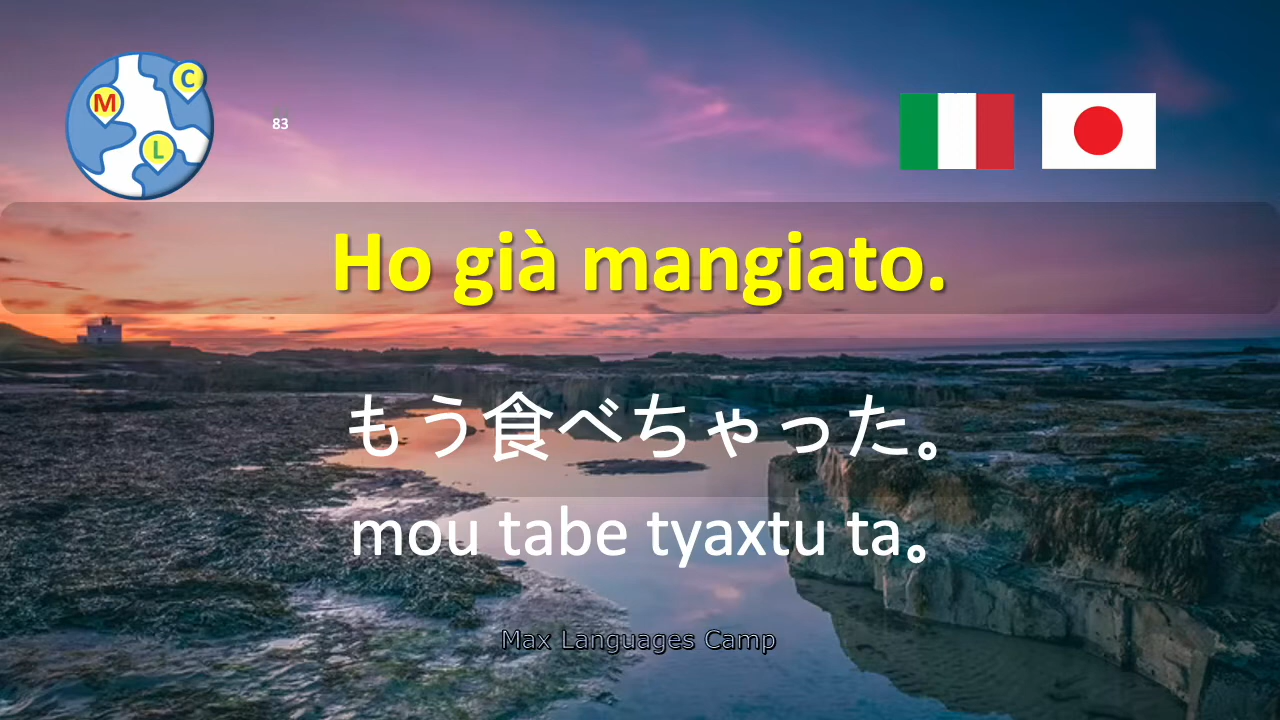 M
C
L
83
Ho già mangiato.
もう食べちゃった。
mou tabe tyaxtu ta。
Max Languages Camp